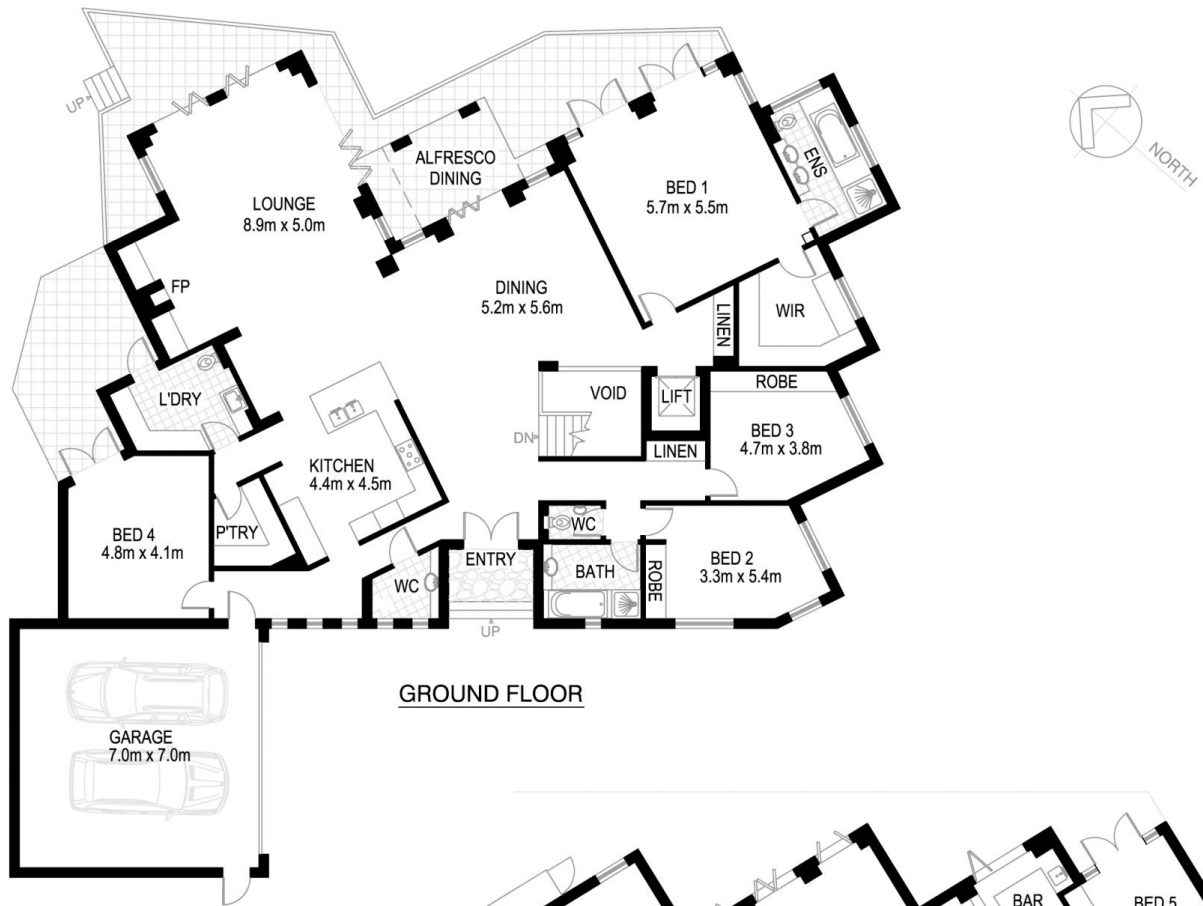 UP
LOUNGE
8.9m x 5.0m
ALFRESCO
DINING
BED 1
5.7m x 5.5m
ENS
NORTH
FP
DINING
5.2m x 5.6m
LINEN
WIR
L'DRY
VOID
LIFT
ROBE
DN
BED 3
4.7m x 3.8m
LINEN
KITCHEN
4.4m x 4.5m
BED 4
4.8m x 4.1m
P'TRY
WC
ENTRY
WC
BATH
ROBE
BED 2
3.3m x 5.4m
UP
GROUND FLOOR
GARAGE
7.0m x 7.0m
BAR
BED 5